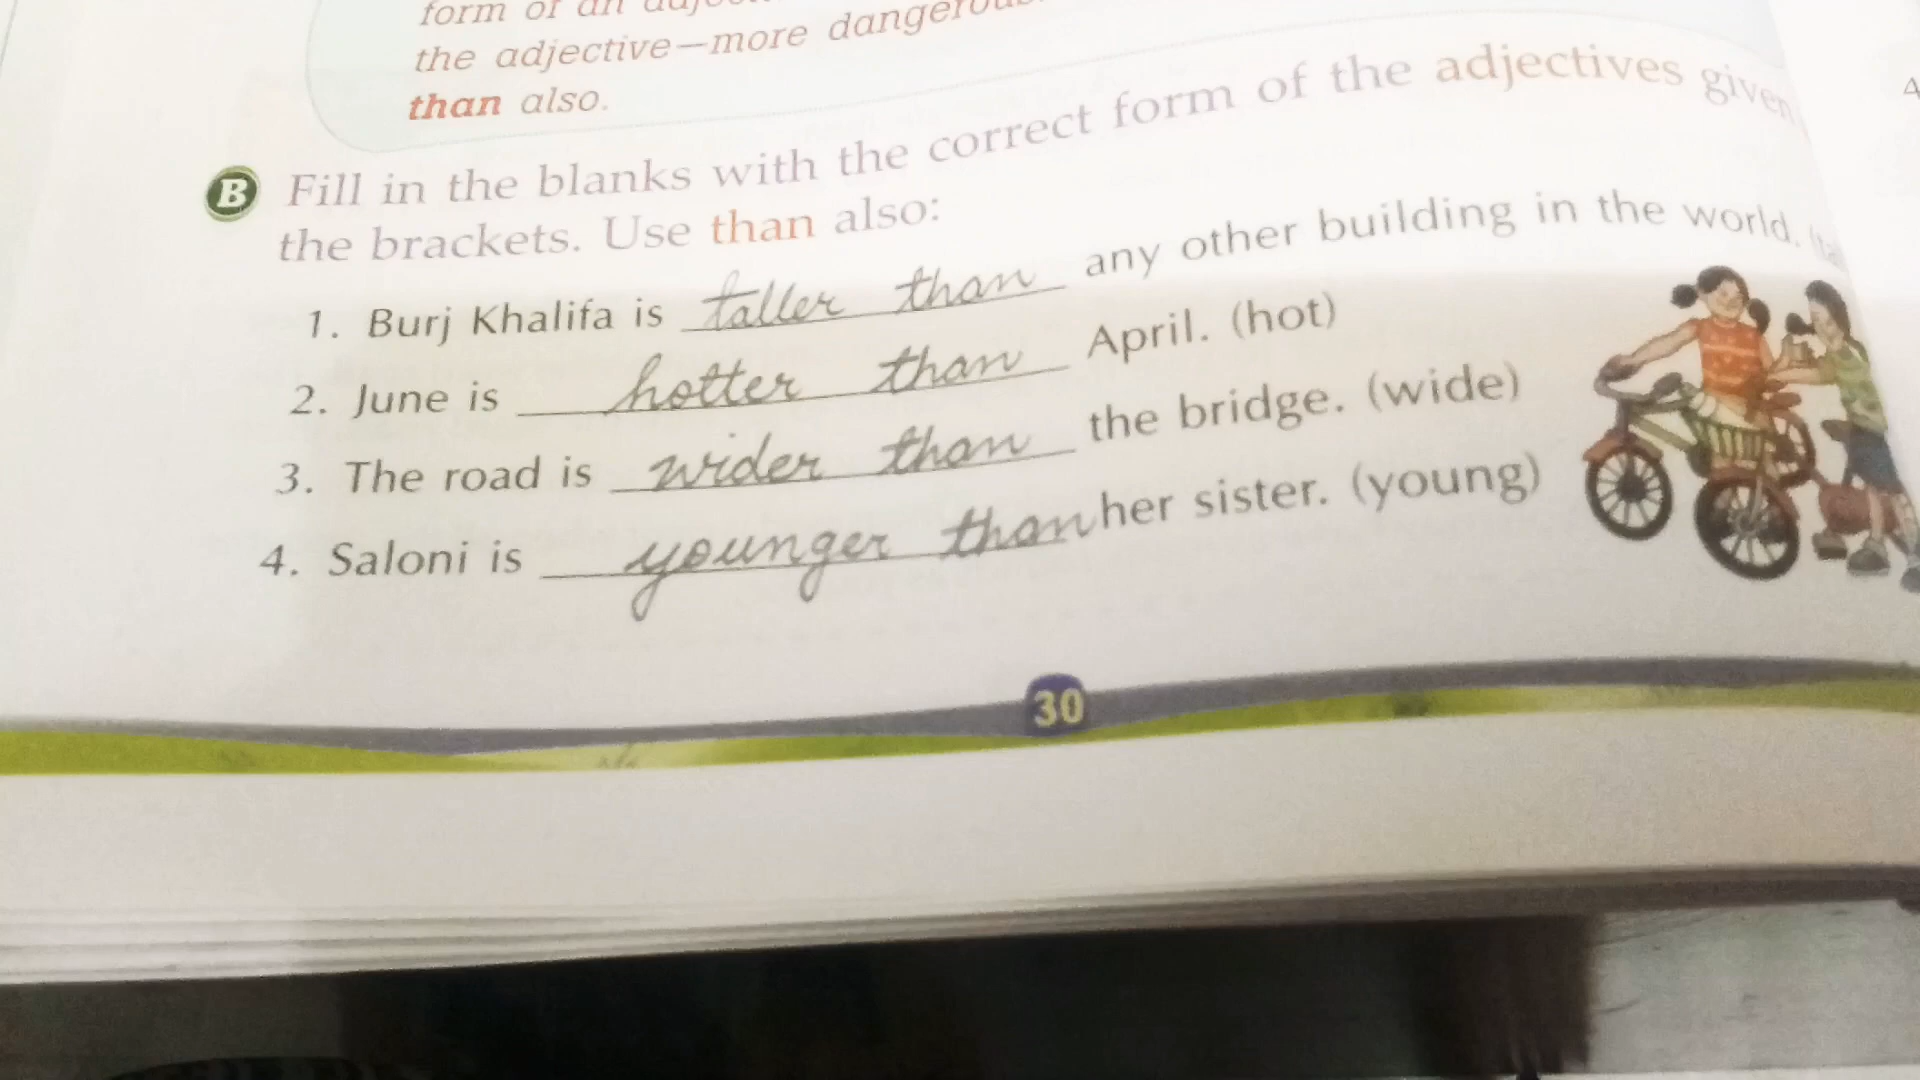 form of an
the adjective—more dangerous
than also.
B Fill in the blanks with the correct form of the adjectives given
the brackets. Use than also:
1. Burj Khalifa is taller than any other building in the world.
2. June is hotter than April. (hot)
3. The road is wider than the bridge. (wide)
4. Saloni is younger than her sister. (young)
30
4